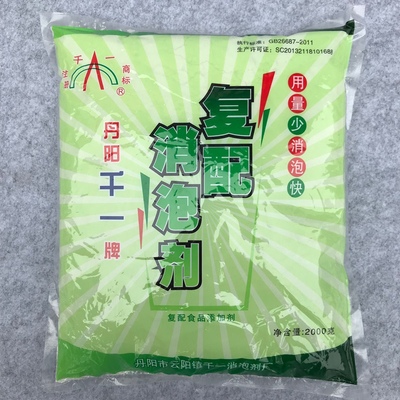 千一
注册
商标
®
执行标准:GB26687-2011
生产许可证:SC20132118101689
用量少消泡快
复配
消泡剂
丹阳千一牌
复配食品添加剂
净含量:2000克
丹阳市云阳镇千一消泡剂厂